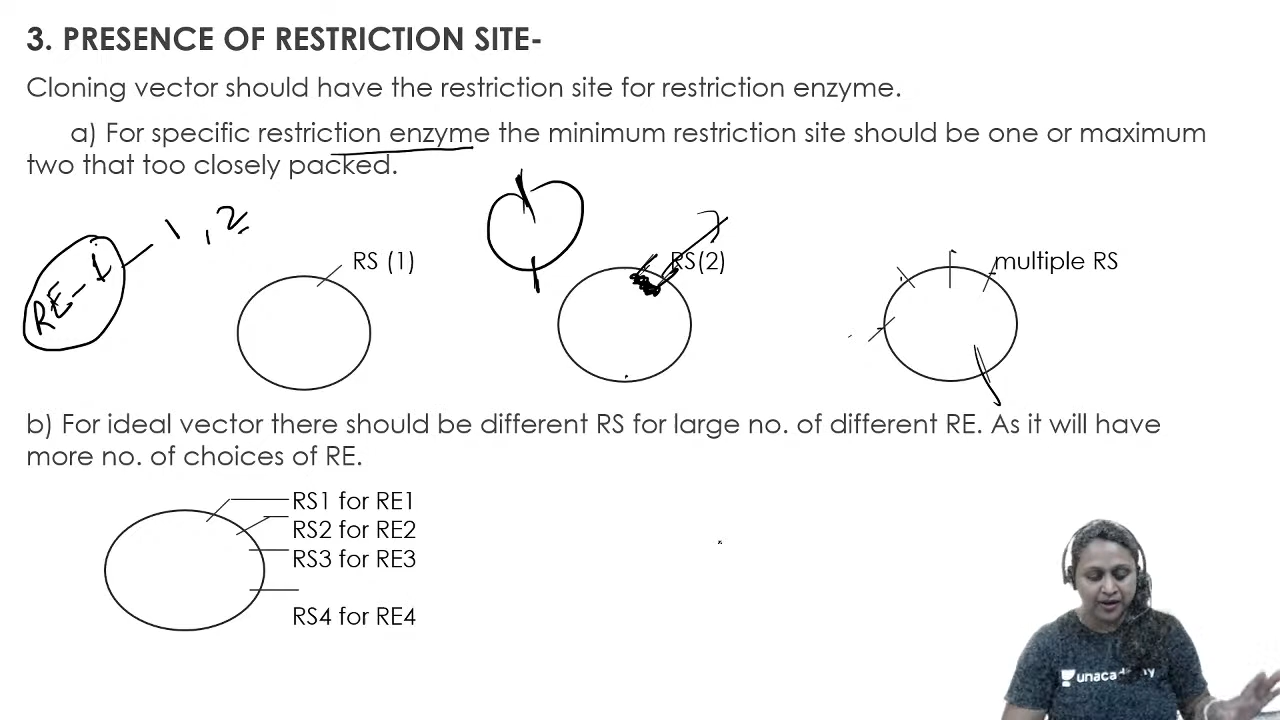 3. PRESENCE OF RESTRICTION SITE-
Cloning vector should have the restriction site for restriction enzyme.
a) For specific restriction enzyme the minimum restriction site should be one or maximum
two that too closely packed.
RE-1 1, 2
RS (1)
RS(2)
multiple RS
b) For ideal vector there should be different RS for large no. of different RE. As it will have
more no. of choices of RE.
RS1 for RE1
RS2 for RE2
RS3 for RE3
RS4 for RE4